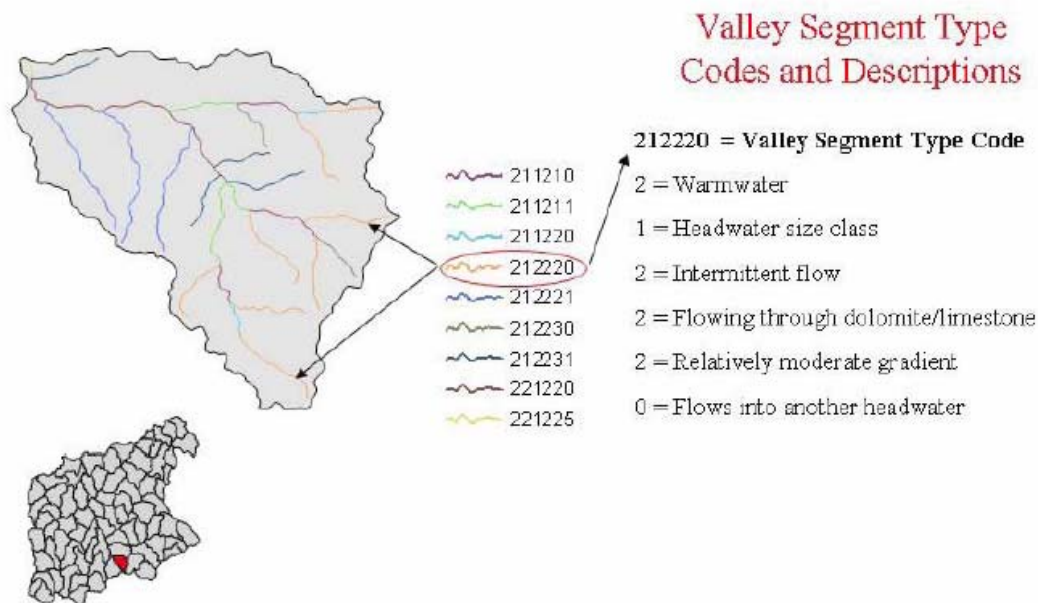 Valley Segment Type
Codes and Descriptions
212220 = Valley Segment Type Code
2 = Warmwater
1 = Headwater size class
2 = Intermittent flow
2 = Flowing through dolomite/limestone
2 = Relatively moderate gradient
0 = Flows into another headwater
211210
211211
211220
212220
212221
212230
212231
221220
221225